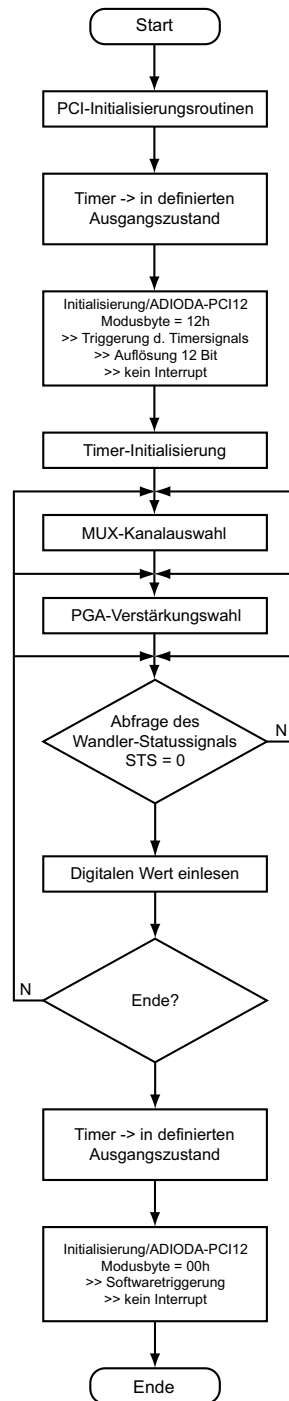 Start
PCI-Initialisierungsroutinen
Timer -> in definierten
Ausgangszustand
Initialisierung/ADIODA-PCI12
Modusbyte = 12h
>> Triggerung d. Timersignals
>> Auflösung 12 Bit
>> kein Interrupt
Timer-Initialisierung
MUX-Kanalauswahl
PGA-Verstärkungswahl
Abfrage des
Wandler-Statussignals
STS = 0
N
Digitalen Wert einlesen
Ende?
N
Timer -> in definierten
Ausgangszustand
Initialisierung/ADIODA-PCI12
Modusbyte = 00h
>> Softwaretriggerung
>> kein Interrupt
Ende